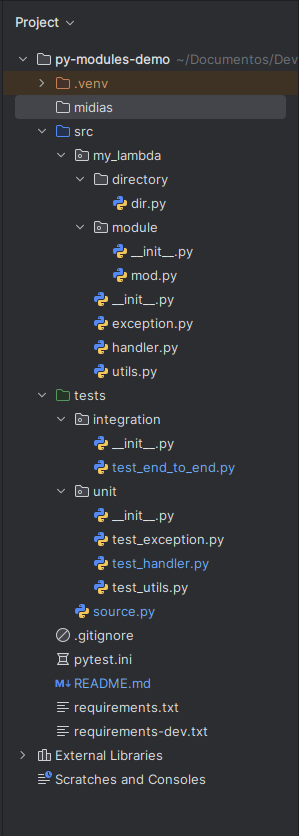 Project
py-modules-demo ~/Documentos/Dev
.venv
midias
src
my_lambda
directory
dir.py
module
__init__.py
mod.py
__init__.py
exception.py
handler.py
utils.py
tests
integration
__init__.py
test_end_to_end.py
unit
__init__.py
test_exception.py
test_handler.py
test_utils.py
source.py
.gitignore
pytest.ini
M↓ README.md
requirements.txt
requirements-dev.txt
External Libraries
Scratches and Consoles